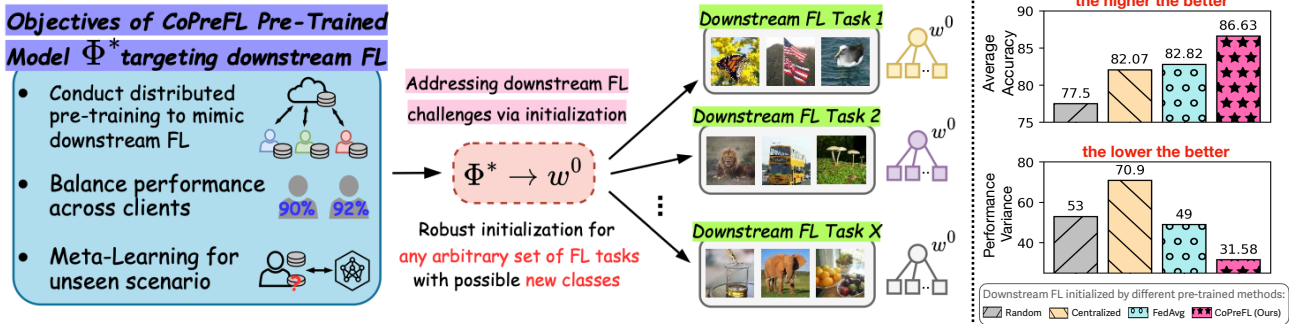 Objectives of CoPreFL Pre-Trained
Model Φ* targeting downstream FL
• Conduct distributed
pre-training to mimic
downstream FL
• Balance performance
across clients
90% 92%
• Meta-Learning for
unseen scenario
?
Addressing downstream FL
challenges via initialization
Φ* → w⁰
Robust initialization for
any arbitrary set of FL tasks
with possible new classes
Downstream FL Task 1
w⁰
Downstream FL Task 2
w⁰
⋮
Downstream FL Task X
w⁰
the higher the better
Average
Accuracy
90
85
80
75
77.5
82.07
82.82
86.63
the lower the better
Performance
Variance
80
60
40
53
70.9
49
31.58
Downstream FL initialized by different pre-trained methods:
Random Centralized FedAvg CoPreFL (Ours)